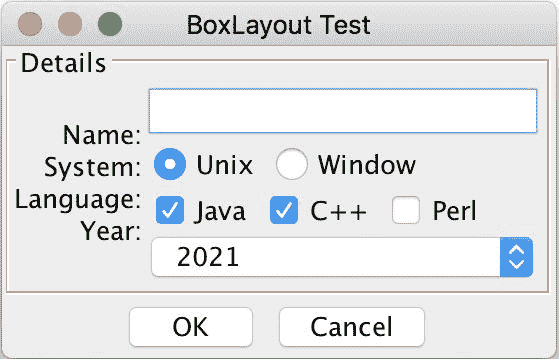 BoxLayout Test
Details
Name:
System: Unix Window
Language: Java C++ Perl
Year: 2021
OK Cancel